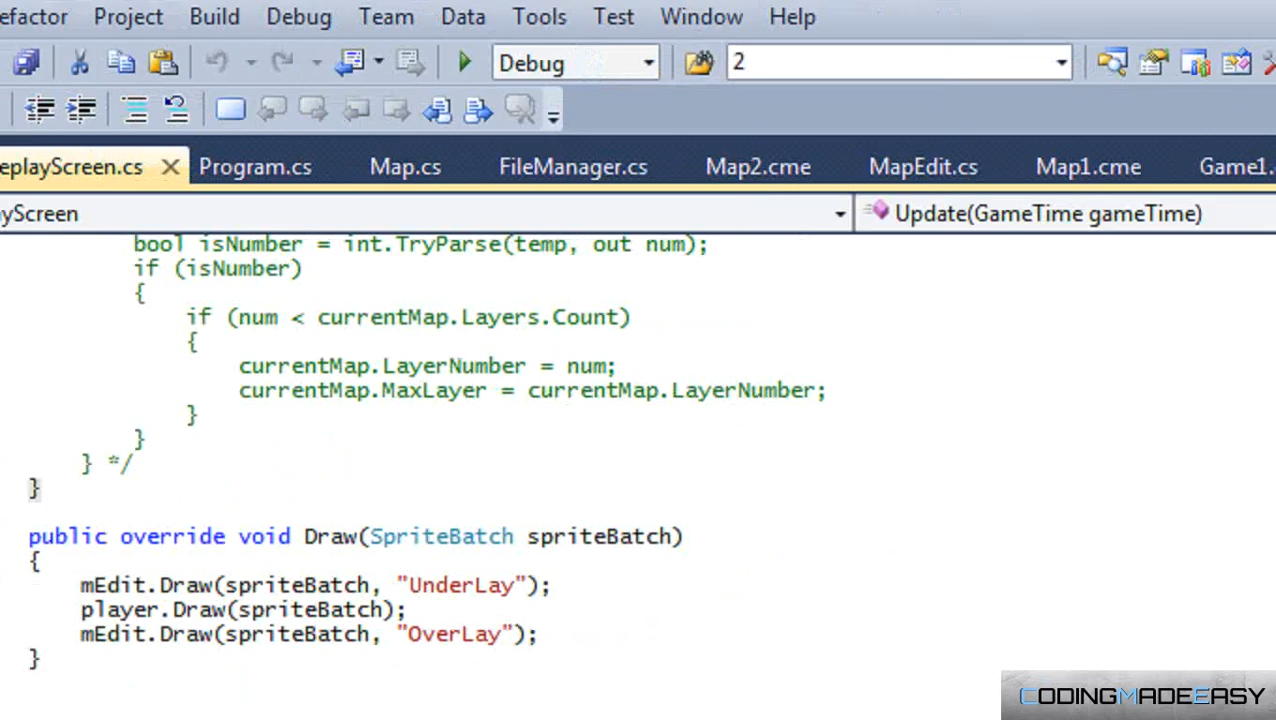 efactor Project Build Debug Team Data Tools Test Window Help
Debug 2
eplayScreen.cs Program.cs Map.cs FileManager.cs Map2.cme MapEdit.cs Map1.cme Game1.
yScreen Update(GameTime gameTime)
bool isNumber = int.TryParse(temp, out num);
if (isNumber)
{
if (num < currentMap.Layers.Count)
{
currentMap.LayerNumber = num;
currentMap.MaxLayer = currentMap.LayerNumber;
}
}
} */
}
public override void Draw(SpriteBatch spriteBatch)
{
mEdit.Draw(spriteBatch, "UnderLay");
player.Draw(spriteBatch);
mEdit.Draw(spriteBatch, "OverLay");
}
CODINGMADEEASY